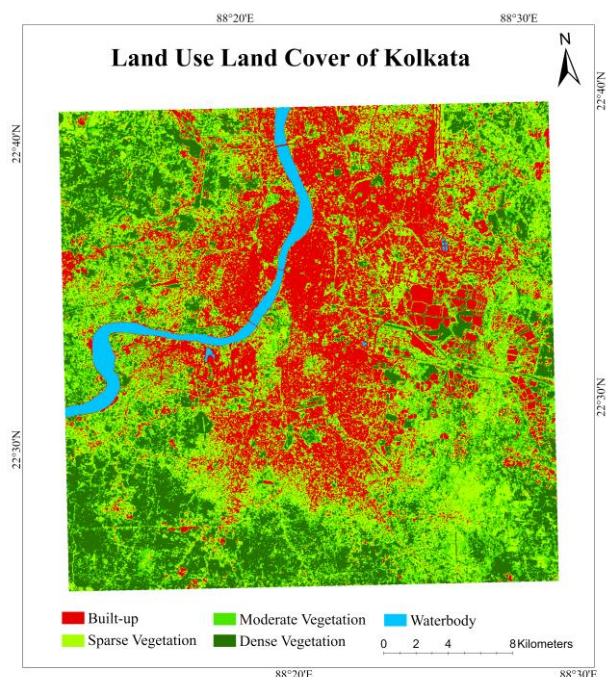 88°20'E 88°30'E
Land Use Land Cover of Kolkata
N
22°40'N 22°40'N
22°30'N 22°30'N
Built-up Moderate Vegetation Waterbody
Sparse Vegetation Dense Vegetation 0 2 4 8 Kilometers
88°20'E 88°30'E